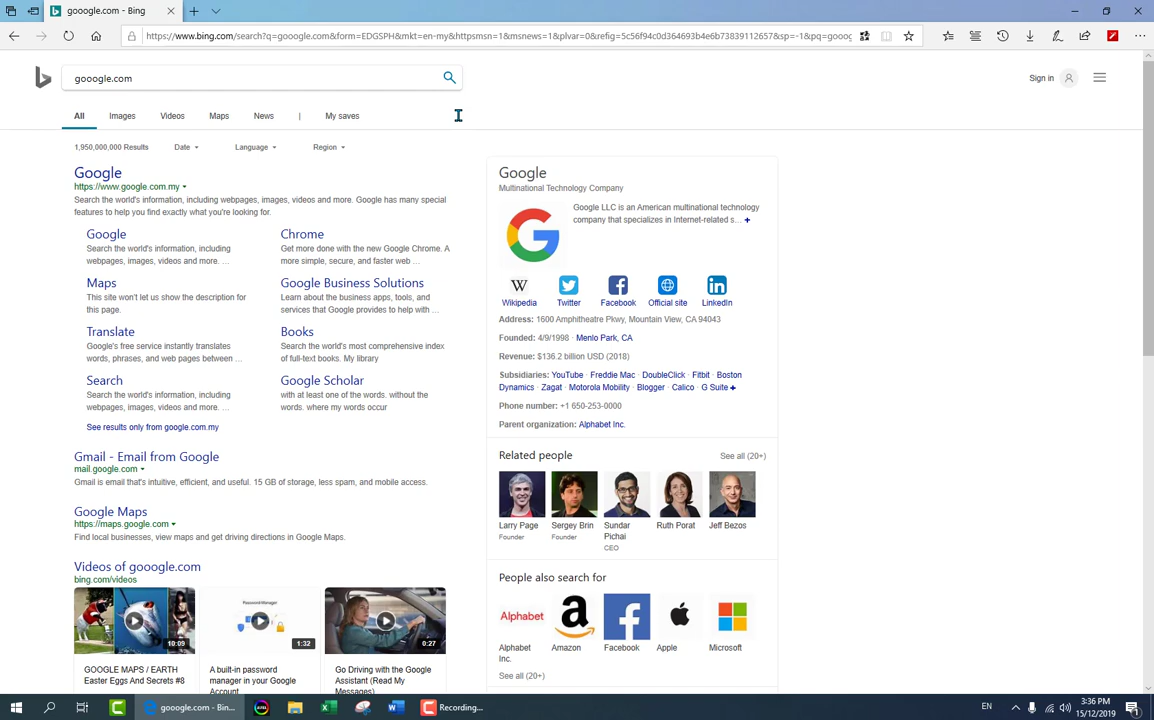 gooogle.com - Bing
https://www.bing.com/search?q=gooogle.com&form=EDGSPH&mkt=en-my&httpsmsn=1&msnews=1&plvar=0&refig=5c56f94c0d364693b4e6b73839112657&sp=-1&pq=gooog
gooogle.com
Sign in
All Images Videos Maps News | My saves
1,950,000,000 Results Date Language Region
Google
https://www.google.com.my
Search the world's information, including webpages, images, videos and more. Google has many special
features to help you find exactly what you're looking for.
Google
Search the world's information, including
webpages, images, videos and more. ...
Chrome
Get more done with the new Google Chrome. A
more simple, secure, and faster web ...
Maps
This site won't let us show the description for
this page.
Google Business Solutions
Learn about the business apps, tools, and
services that Google provides to help with ...
Translate
Google's free service instantly translates
words, phrases, and web pages between ...
Books
Search the world's most comprehensive index
of full-text books. My library
Search
Search the world's information, including
webpages, images, videos and more. ...
Google Scholar
with at least one of the words. without the
words. where my words occur
See results only from google.com.my
Gmail - Email from Google
mail.google.com
Gmail is email that's intuitive, efficient, and useful. 15 GB of storage, less spam, and mobile access.
Google Maps
https://maps.google.com
Find local businesses, view maps and get driving directions in Google Maps.
Videos of gooogle.com
bing.com/videos
10:09
1:32
0:27
GOOGLE MAPS / EARTH
Easter Eggs And Secrets #8
A built-in password
manager in your Google
Account
Go Driving with the Google
Assistant (Read My
Messages)
Google
Multinational Technology Company
Google LLC is an American multinational technology
company that specializes in Internet-related s... +
Wikipedia Twitter Facebook Official site LinkedIn
Address: 1600 Amphitheatre Pkwy, Mountain View, CA 94043
Founded: 4/9/1998 · Menlo Park, CA
Revenue: $136.2 billion USD (2018)
Subsidiaries: YouTube · Freddie Mac · DoubleClick · Fitbit · Boston
Dynamics · Zagat · Motorola Mobility · Blogger · Calico · G Suite +
Phone number: +1 650-253-0000
Parent organization: Alphabet Inc.
Related people See all (20+)
Larry Page
Founder
Sergey Brin
Founder
Sundar
Pichai
CEO
Ruth Porat
Jeff Bezos
People also search for
Alphabet
Alphabet
Inc.
Amazon
Facebook
Apple
Microsoft
See all (20+)
gooogle.com - Bin...
Recording...
EN
3:36 PM
15/12/2019